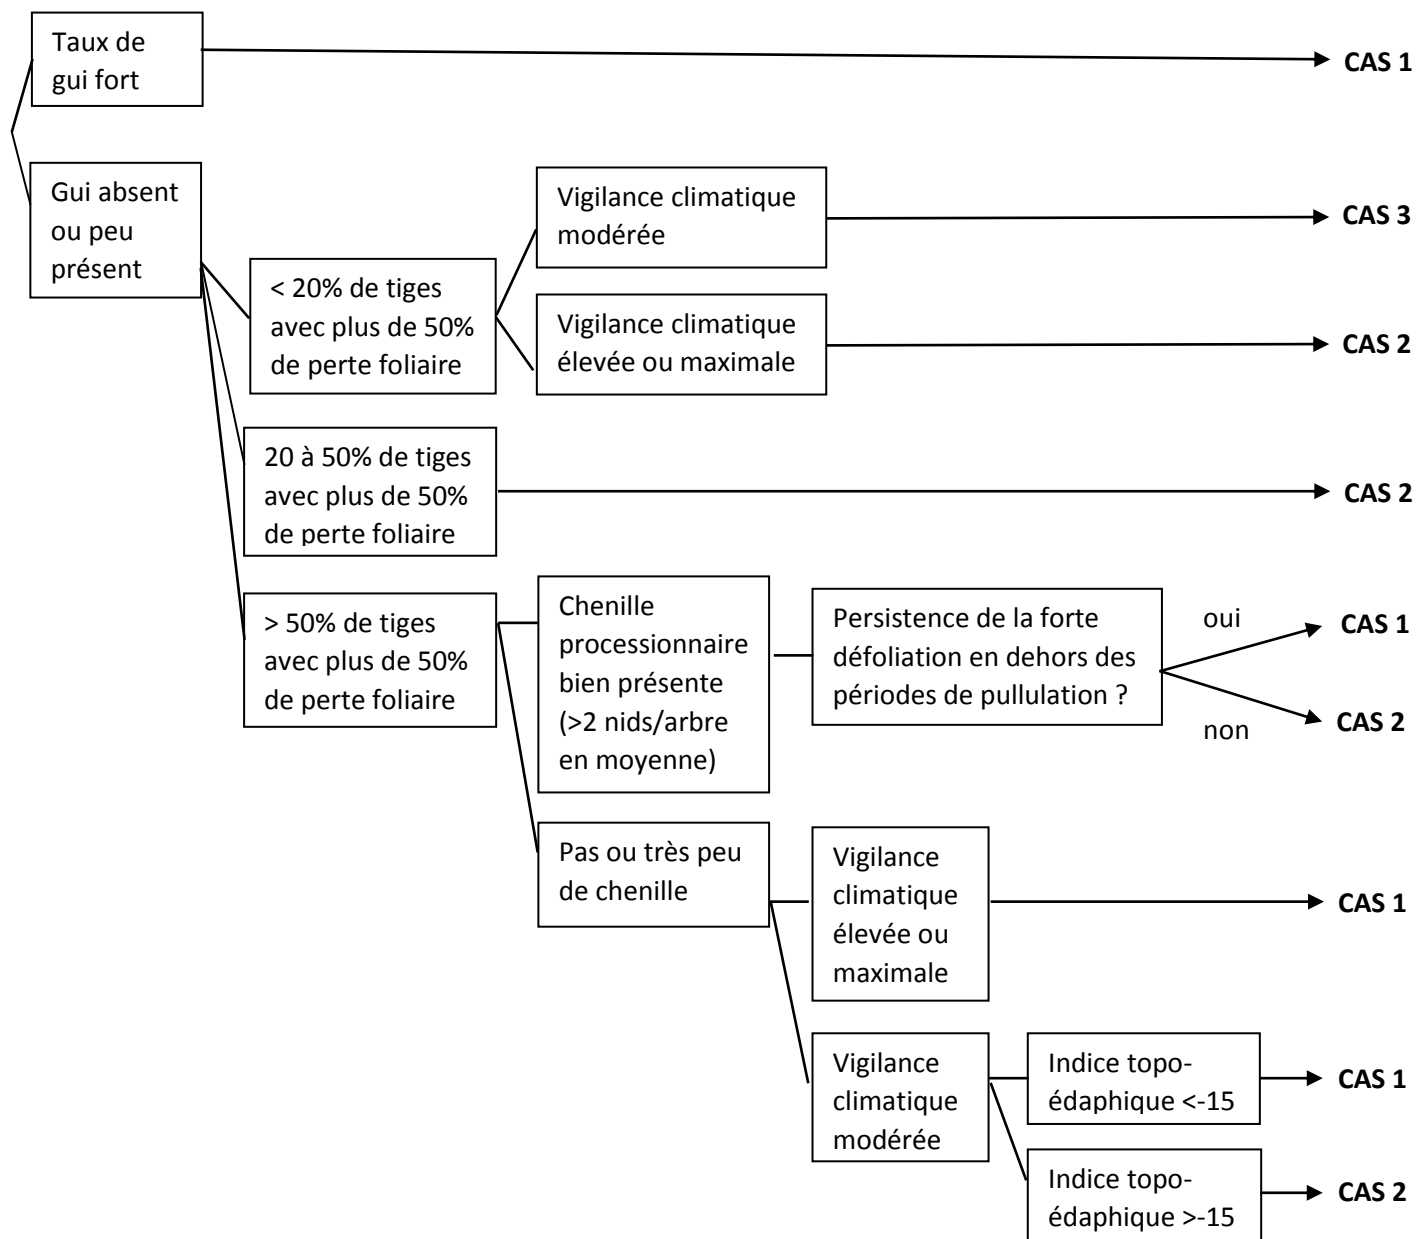 Taux de
gui fort
CAS 1
Gui absent
ou peu
présent
Vigilance climatique
modérée
CAS 3
< 20% de tiges
avec plus de 50%
de perte foliaire
Vigilance climatique
élevée ou maximale
CAS 2
20 à 50% de tiges
avec plus de 50%
de perte foliaire
CAS 2
> 50% de tiges
avec plus de 50%
de perte foliaire
Chenille
processionnaire
bien présente
(>2 nids/arbre
en moyenne)
Persistence de la forte
défoliation en dehors des
périodes de pullulation ?
oui
CAS 1
non
CAS 2
Pas ou très peu
de chenille
Vigilance
climatique
élevée ou
maximale
CAS 1
Vigilance
climatique
modérée
Indice topo-
édaphique <-15
CAS 1
Indice topo-
édaphique >-15
CAS 2